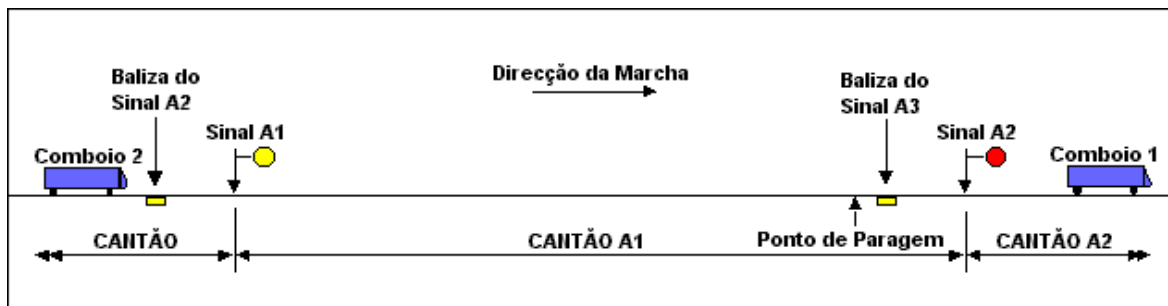 Direcção da Marcha
Baliza do
Sinal A2
Baliza do
Sinal A3
Sinal A1
Sinal A2
Comboio 2
Comboio 1
CANTÃO
CANTÃO A1
Ponto de Paragem
CANTÃO A2